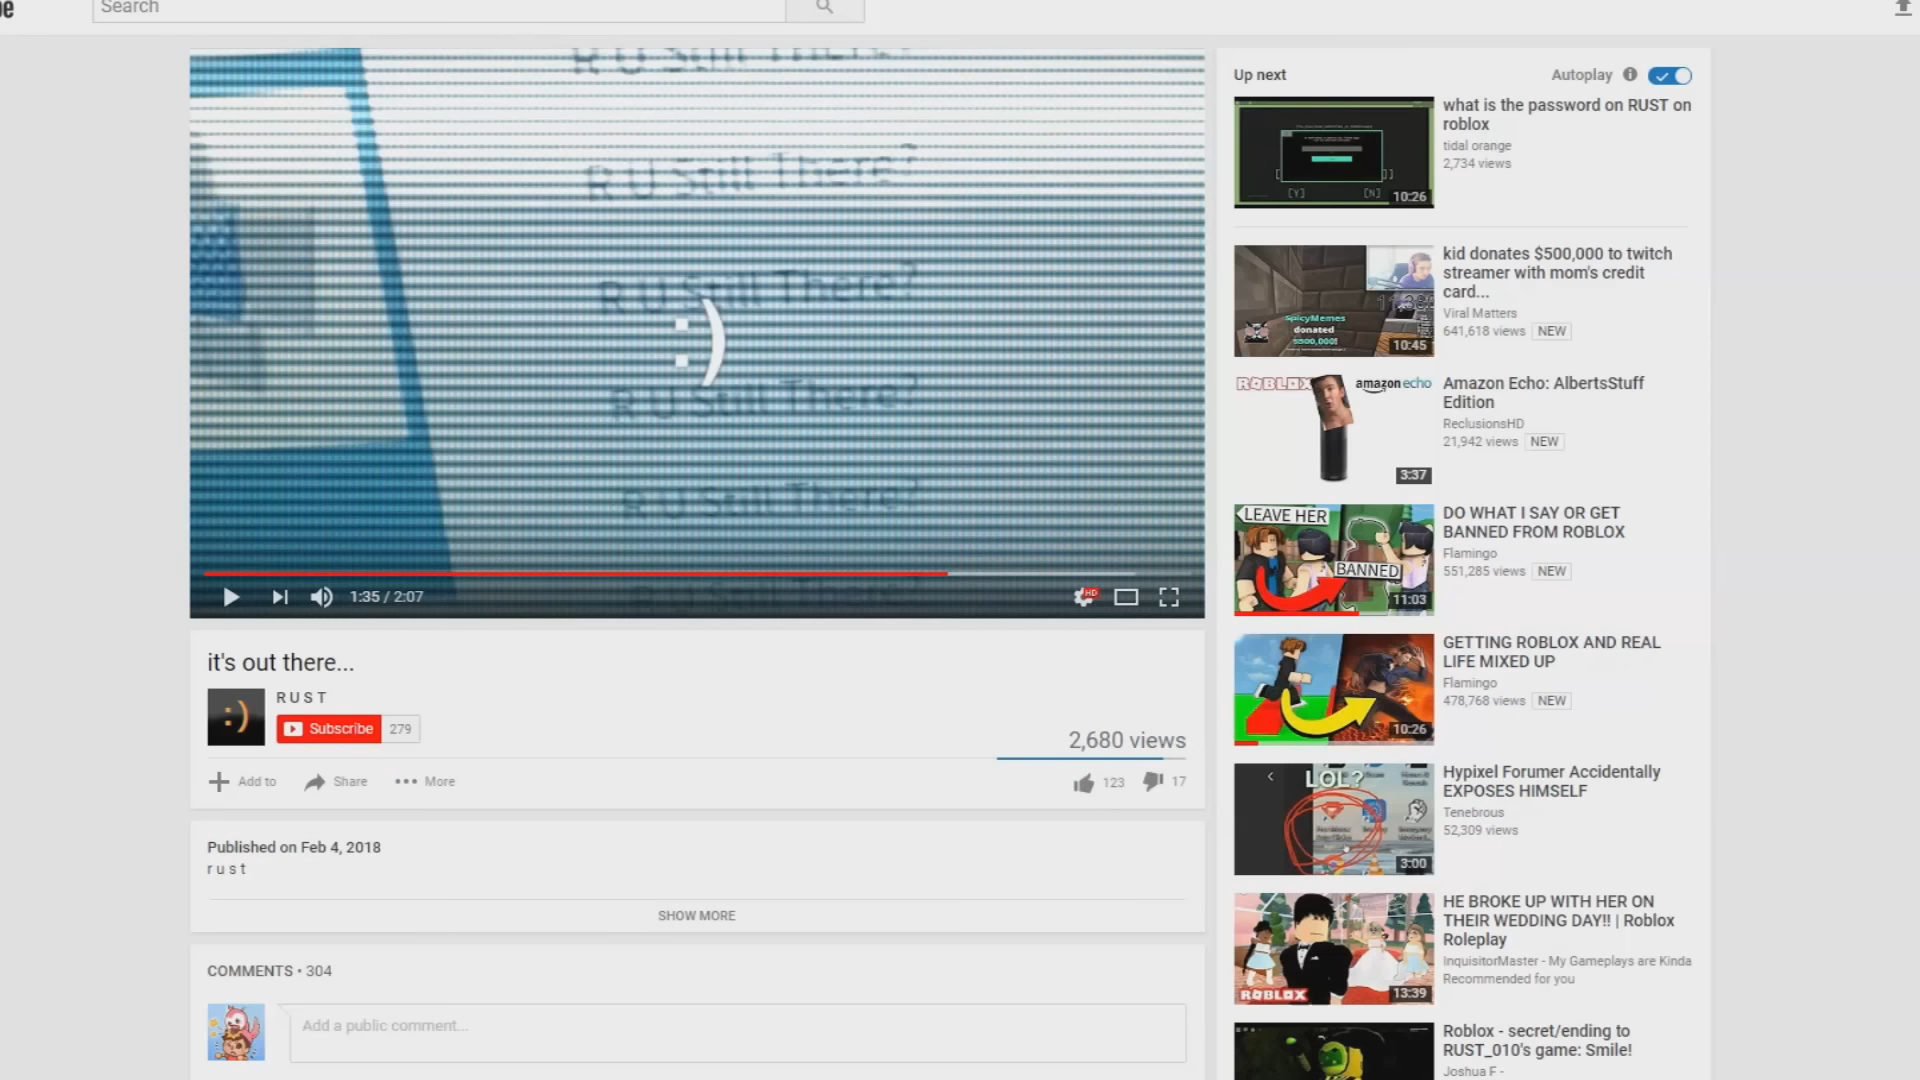 be
Search
R U Still There?
R U Still There?
R U Still There?
:)
R U Still There?
R U Still There?
1:35 / 2:07
HD
it's out there...
:)
R U S T
Subscribe 279
2,680 views
Add to Share More 123 17
Published on Feb 4, 2018
r u s t
SHOW MORE
COMMENTS • 304
Add a public comment...
Up next Autoplay
[Y] [N]
10:26
what is the password on RUST on
roblox
tidal orange
2,734 views
SpicyMemes
donated
$500,000!
10:45
kid donates $500,000 to twitch
streamer with mom's credit
card...
Viral Matters
641,618 views NEW
ROBLOX amazon echo
3:37
Amazon Echo: AlbertsStuff
Edition
ReclusionsHD
21,942 views NEW
LEAVE HER
BANNED
11:03
DO WHAT I SAY OR GET
BANNED FROM ROBLOX
Flamingo
551,285 views NEW
10:26
GETTING ROBLOX AND REAL
LIFE MIXED UP
Flamingo
478,768 views NEW
LOL?
3:00
Hypixel Forumer Accidentally
EXPOSES HIMSELF
Tenebrous
52,309 views
ROBLOX
13:39
HE BROKE UP WITH HER ON
THEIR WEDDING DAY!! | Roblox
Roleplay
InquisitorMaster - My Gameplays are Kinda
Recommended for you
Roblox - secret/ending to
RUST_010's game: Smile!
Joshua F -